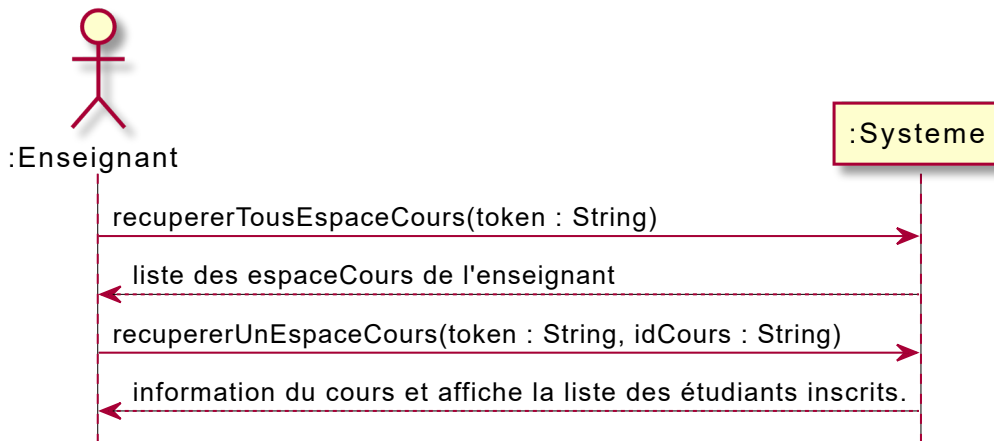 :Enseignant
:Systeme
recupererTousEspaceCours(token : String)
liste des espaceCours de l'enseignant
recupererUnEspaceCours(token : String, idCours : String)
information du cours et affiche la liste des étudiants inscrits.